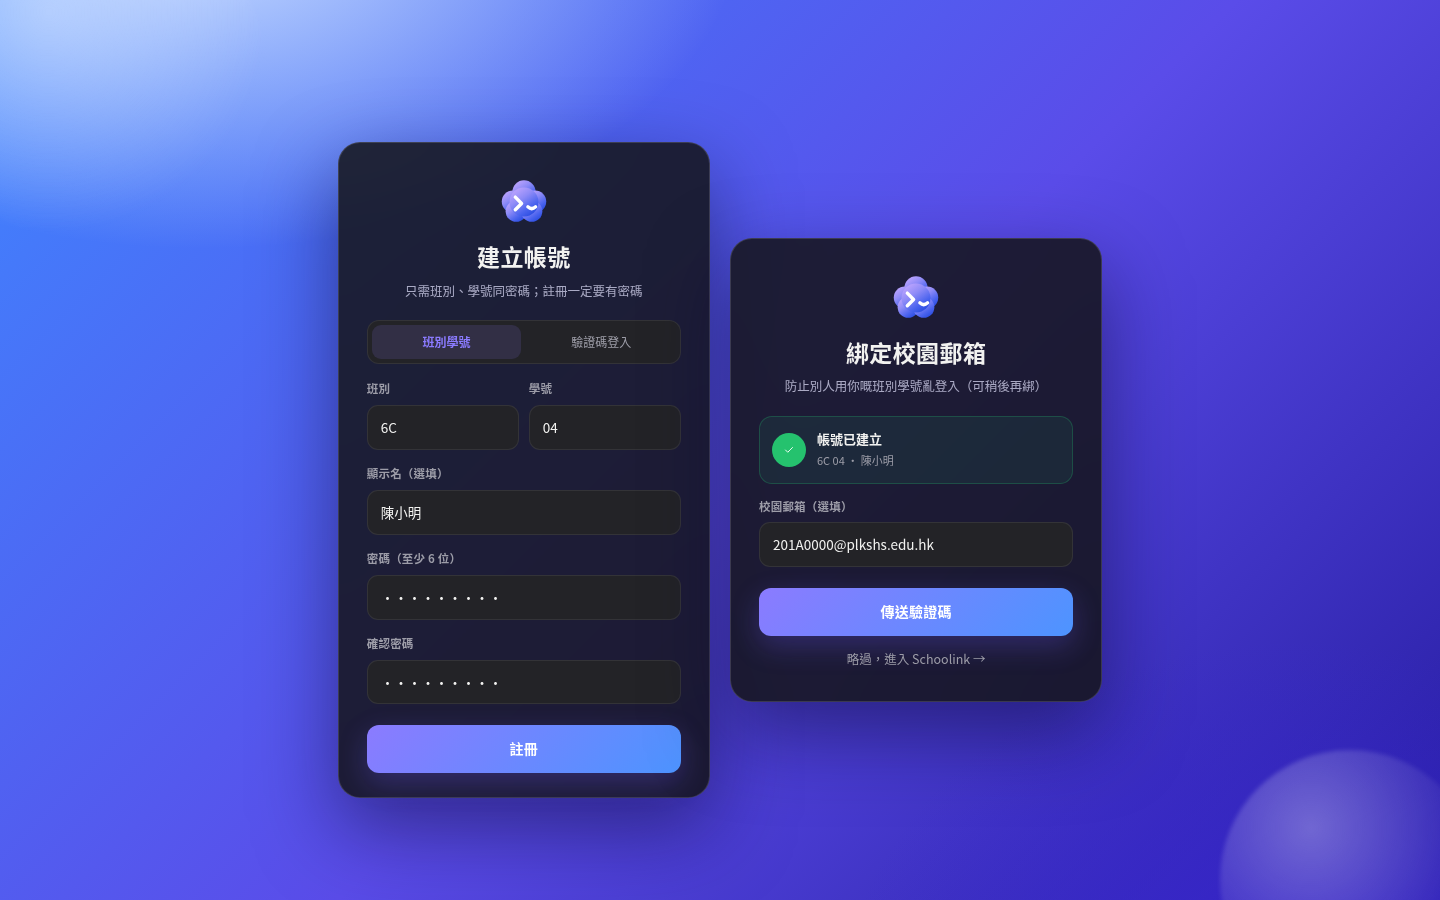 建立帳號
只需班別、學號同密碼；註冊一定要有密碼
班別學號
驗證碼登入
班別
學號
6C
04
顯示名（選填）
陳小明
密碼（至少 6 位）
• • • • • • • • •
確認密碼
• • • • • • • • •
註冊
綁定校園郵箱
防止別人用你嘅班別學號亂登入（可稍後再綁）
帳號已建立
6C 04 · 陳小明
校園郵箱（選填）
201A0000@plkshs.edu.hk
傳送驗證碼
略過，進入 Schoolink →